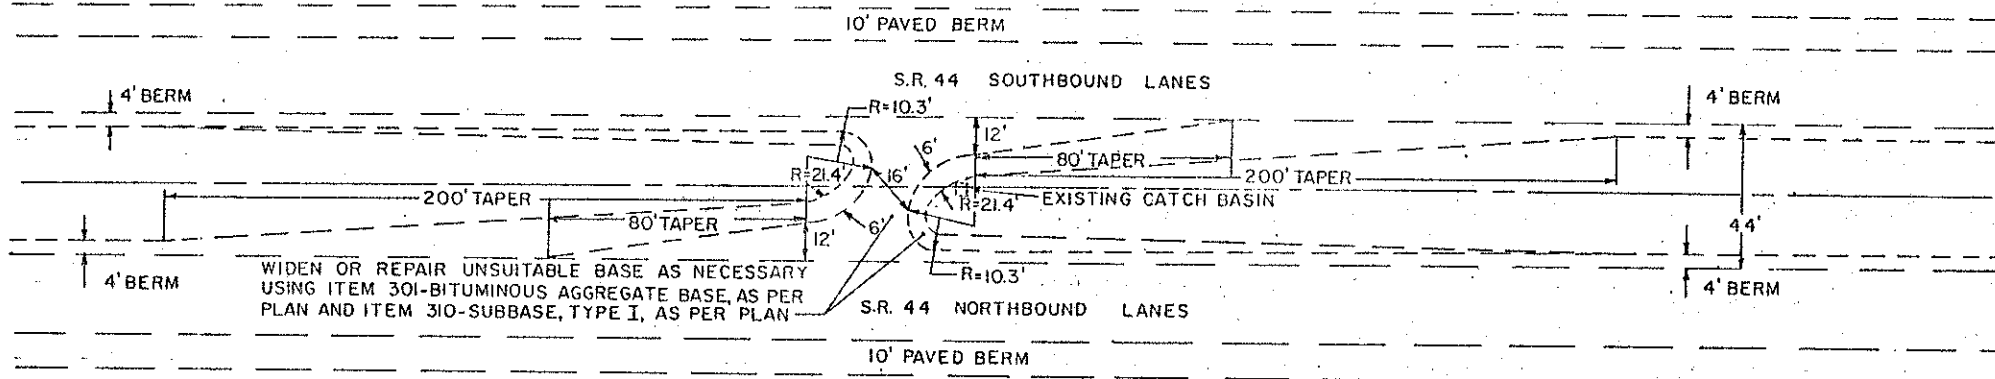 10' PAVED BERM
S.R. 44 SOUTHBOUND LANES
4' BERM
R=10.3'
4' BERM
12'
6'
80' TAPER
R=21.4'
16'
200' TAPER
200' TAPER
EXISTING CATCH BASIN
R=21.4'
80' TAPER
6'
12'
44'
4' BERM
WIDEN OR REPAIR UNSUITABLE BASE AS NECESSARY
USING ITEM 301-BITUMINOUS AGGREGATE BASE, AS PER
PLAN AND ITEM 310-SUBBASE, TYPE I, AS PER PLAN
R=10.3'
4' BERM
S.R. 44 NORTHBOUND LANES
10' PAVED BERM